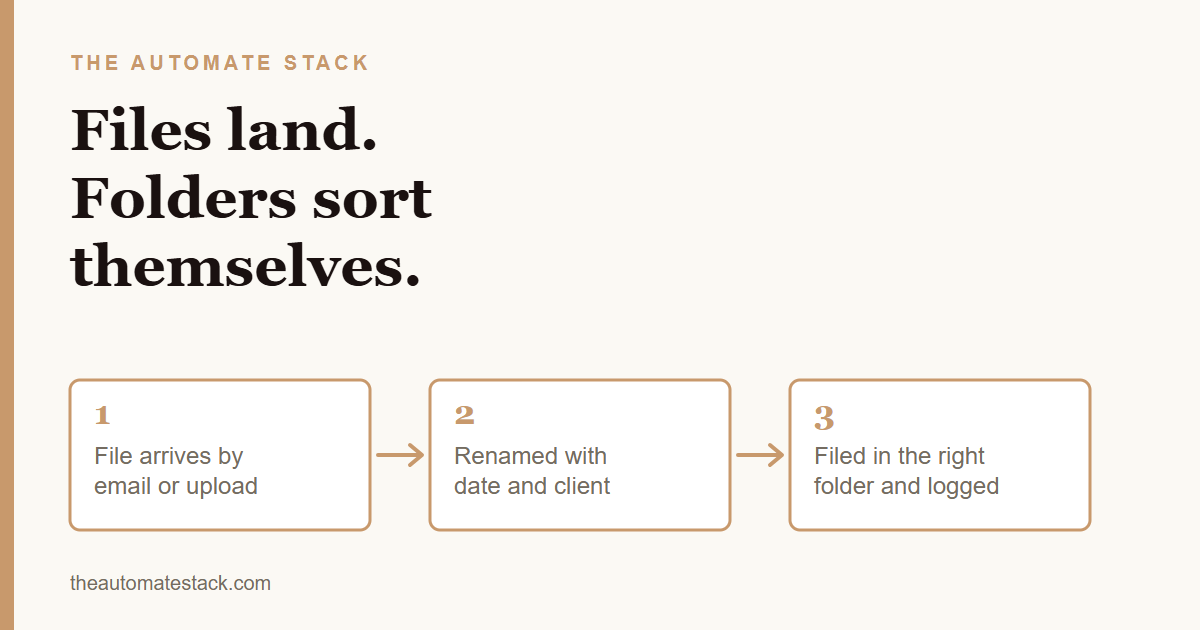 THE AUTOMATE STACK
Files land.
Folders sort
themselves.
1
File arrives by
email or upload
2
Renamed with
date and client
3
Filed in the right
folder and logged
theautomatestack.com